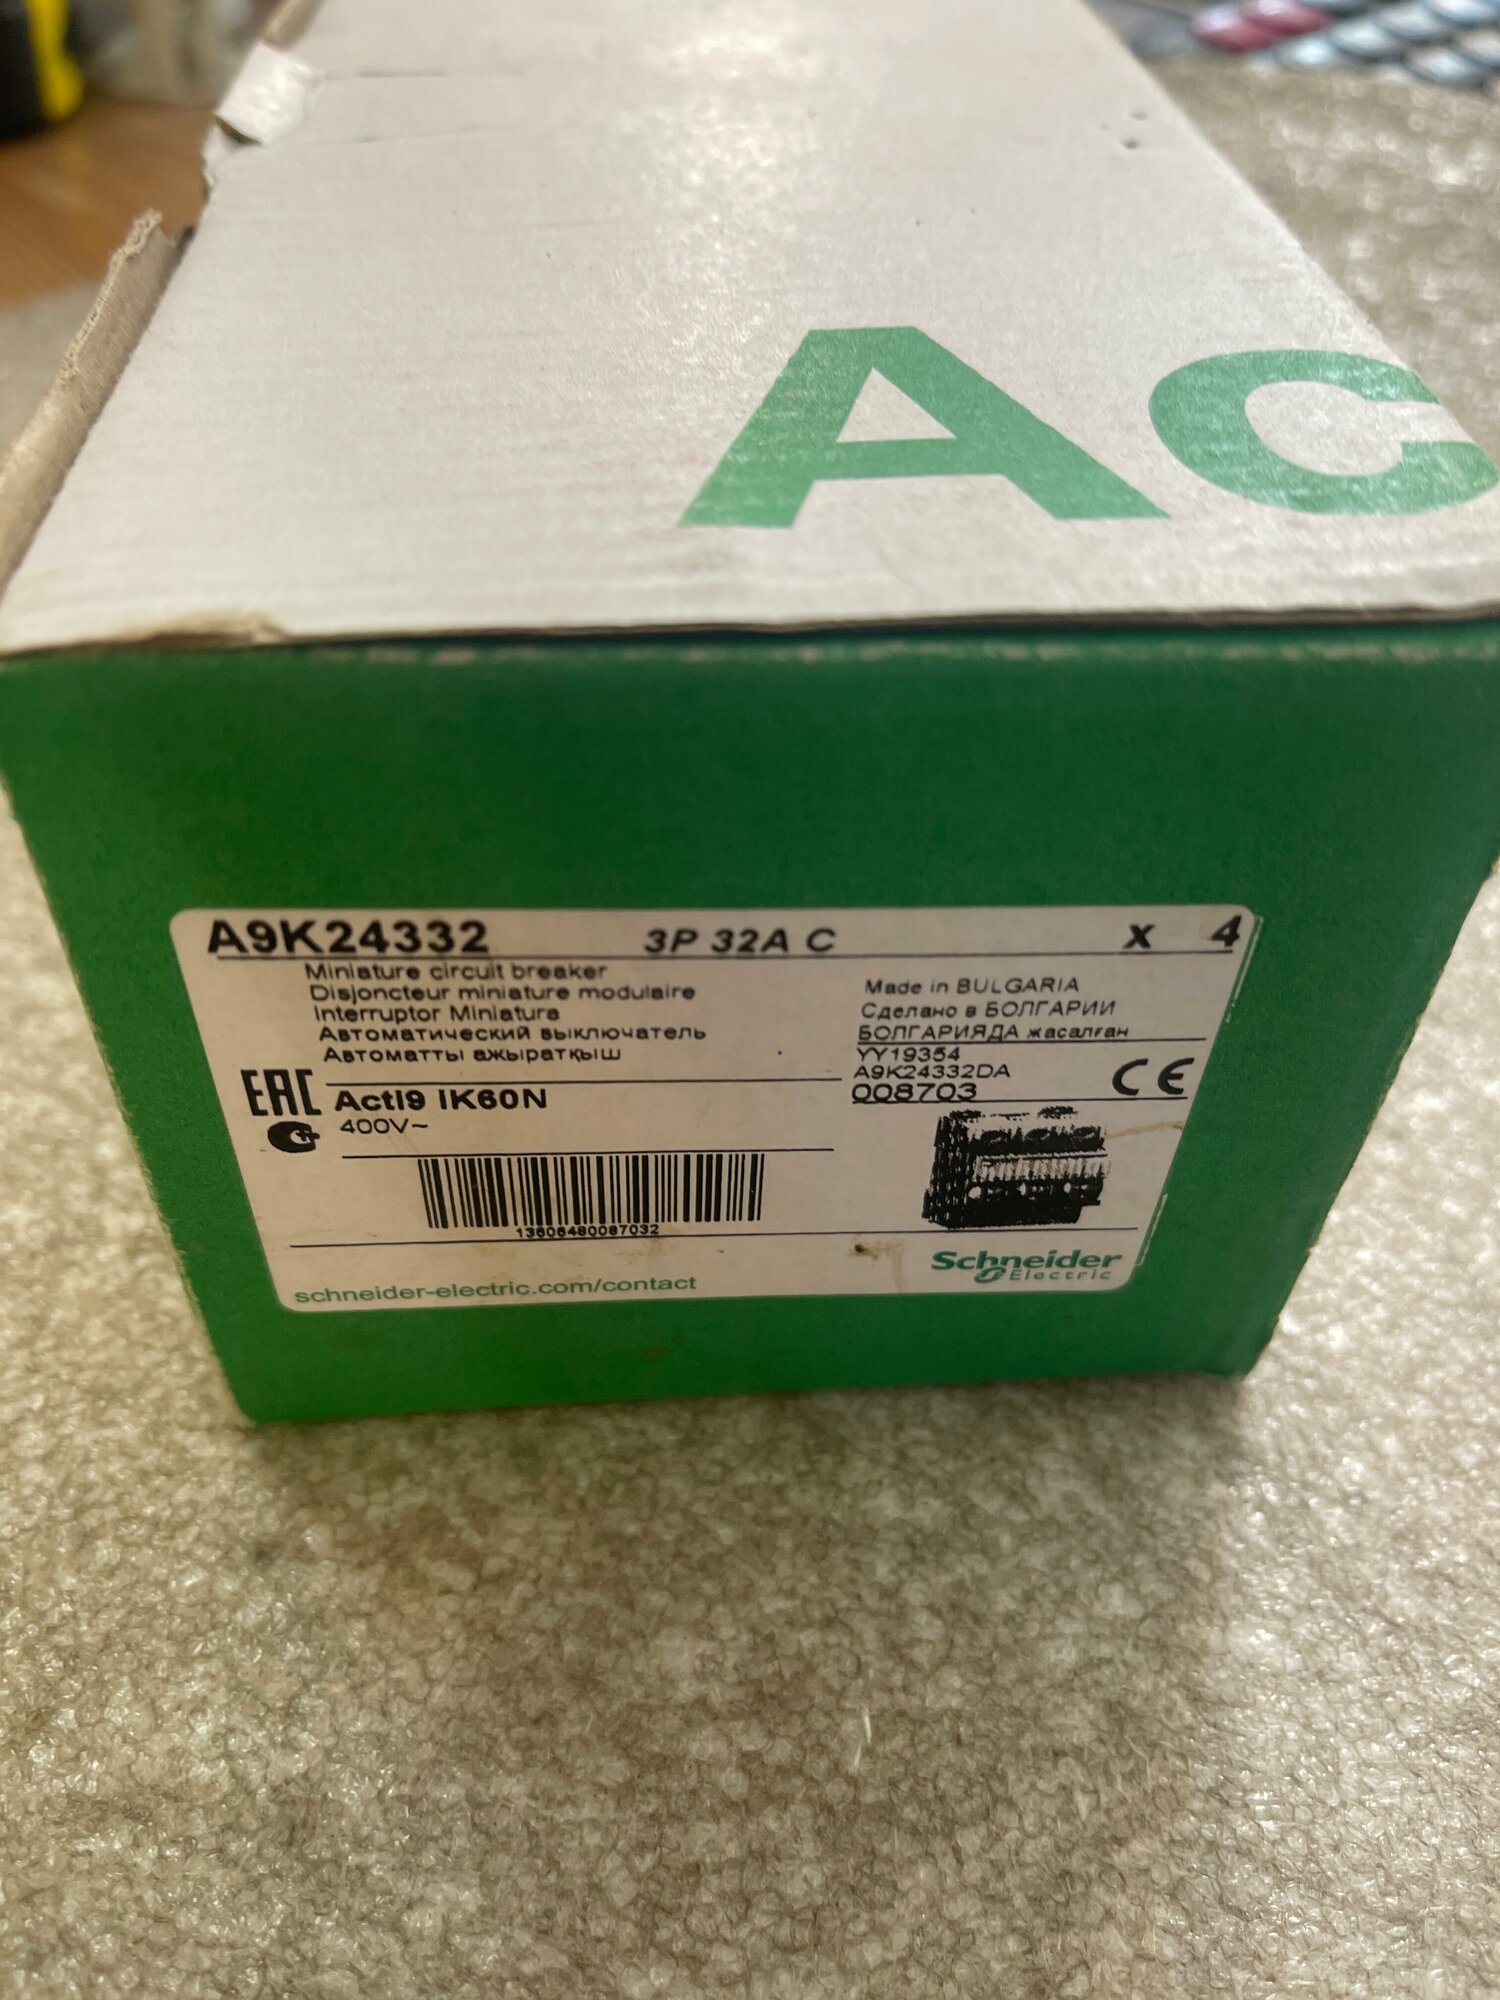 Ac
A9K24332 3P 32A C x 4
Miniature circuit breaker
Disjoncteur miniature modulaire
Interruptor Miniatura
Автоматический выключатель
Автоматты ажыратқыш
Made in BULGARIA
Сделано в БОЛГАРИИ
БОЛГАРИЯДА жасалған
YY19354
A9K24332DA
008703
CE
EAC
Acti9 IK60N
400V~
13606480087032
schneider-electric.com/contact
Schneider
Electric